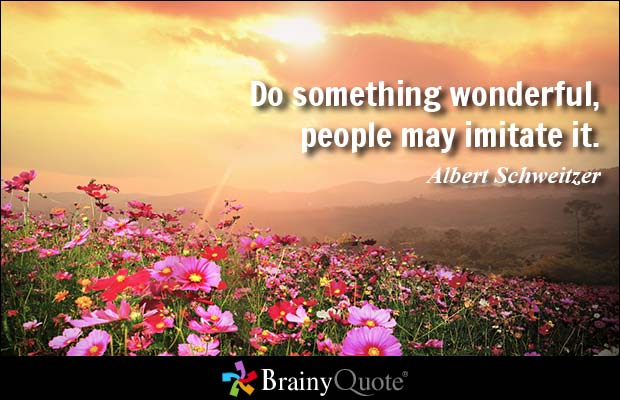 Do something wonderful,
people may imitate it.
Albert Schweitzer
BrainyQuote®